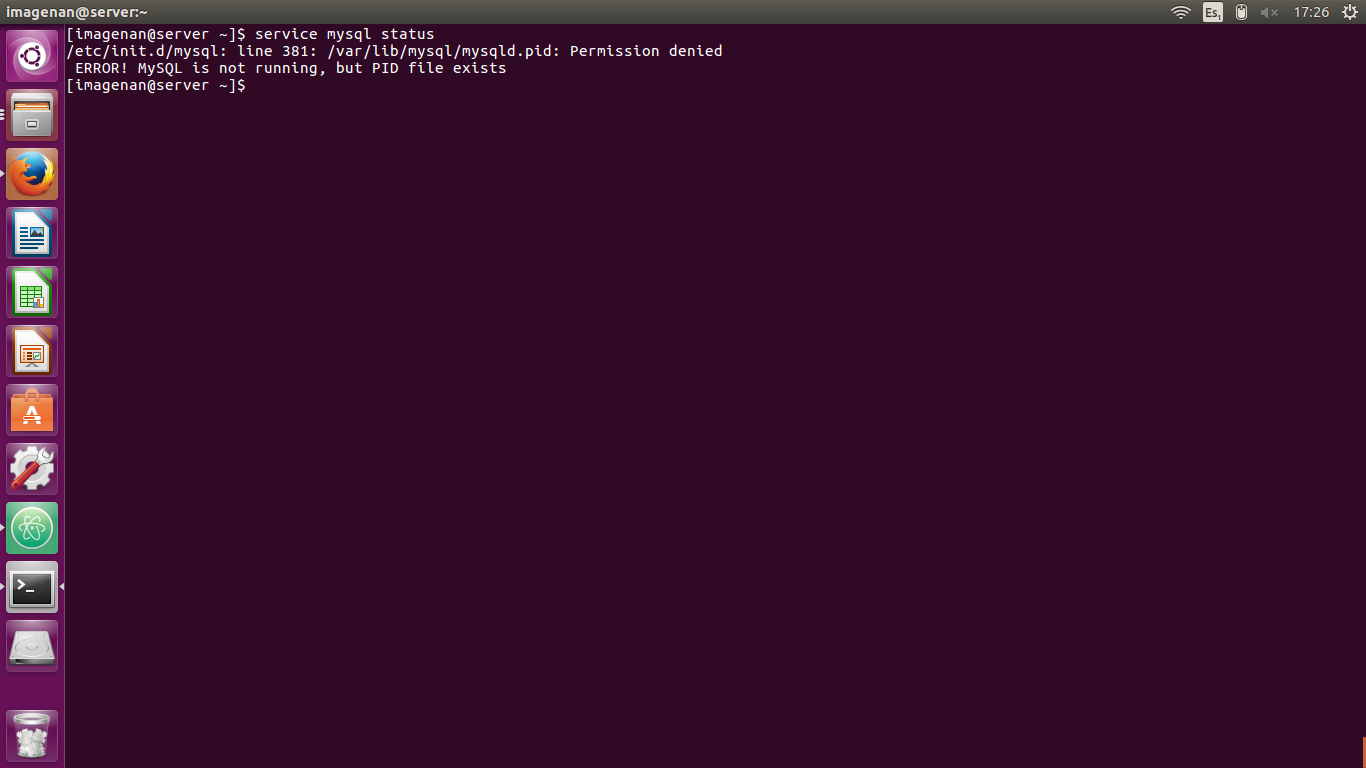 imagenan@server:~
Es1
17:26
[imagenan@server ~]$ service mysql status
/etc/init.d/mysql: line 381: /var/lib/mysql/mysqld.pid: Permission denied
 ERROR! MySQL is not running, but PID file exists
[imagenan@server ~]$